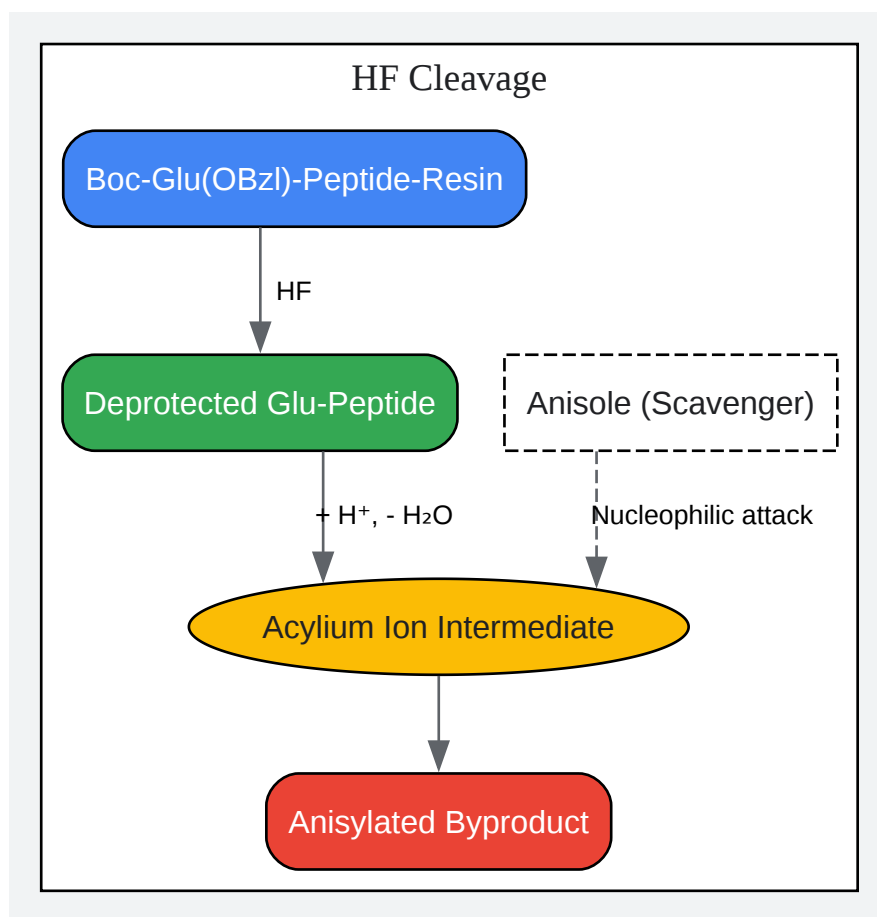 HF Cleavage
Boc-Glu(OBzl)-Peptide-Resin
HF
Deprotected Glu-Peptide
Anisole (Scavenger)
+ H⁺, - H₂O
Nucleophilic attack
Acylium Ion Intermediate
Anisylated Byproduct